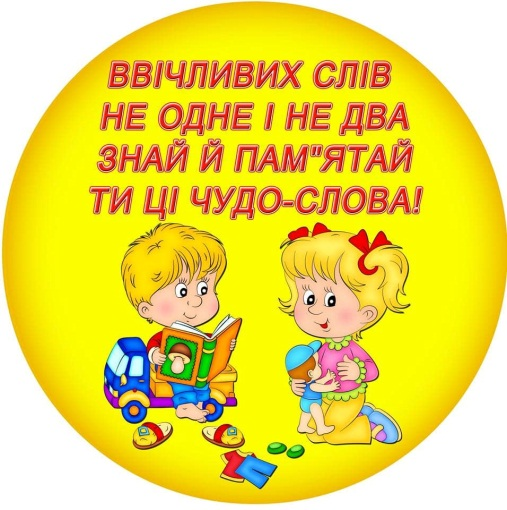 ВВІЧЛИВИХ СЛІВ
НЕ ОДНЕ І НЕ ДВА
ЗНАЙ Й ПАМ"ЯТАЙ
ТИ ЦІ ЧУДО-СЛОВА!